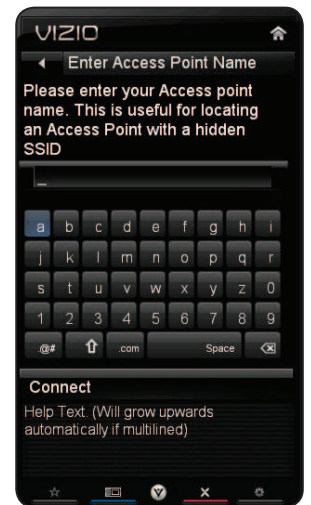 VIZIO
Enter Access Point Name
Please enter your Access point
name. This is useful for locating
an Access Point with a hidden
SSID
_
a b c d e f g h i
j k l m n o p q r
s t u v w x y z 0
1 2 3 4 5 6 7 8 9
.@# .com Space
Connect
Help Text. (Will grow upwards
automatically if multilined)
V